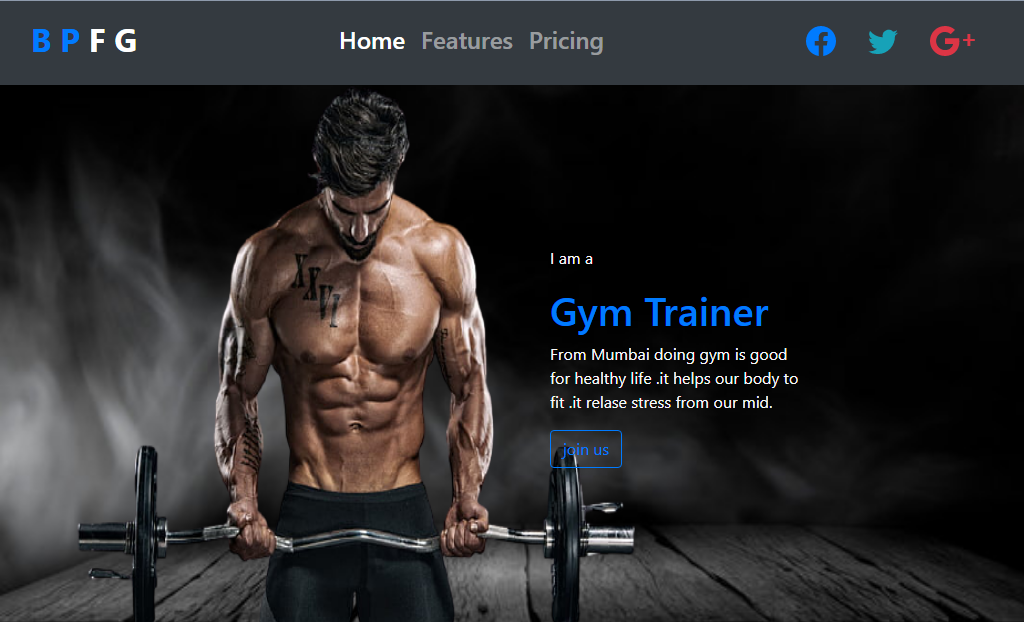 B P F G
Home Features Pricing
G+
I am a
Gym Trainer
From Mumbai doing gym is good
for healthy life .it helps our body to
fit .it relase stress from our mid.
join us
XXVI